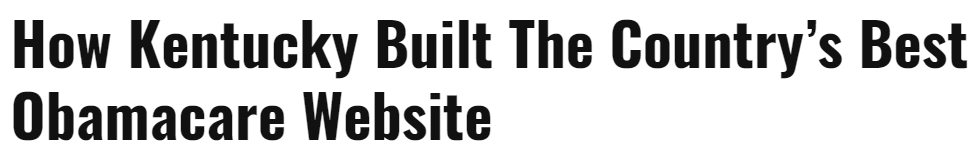 How Kentucky Built The Country’s Best
Obamacare Website